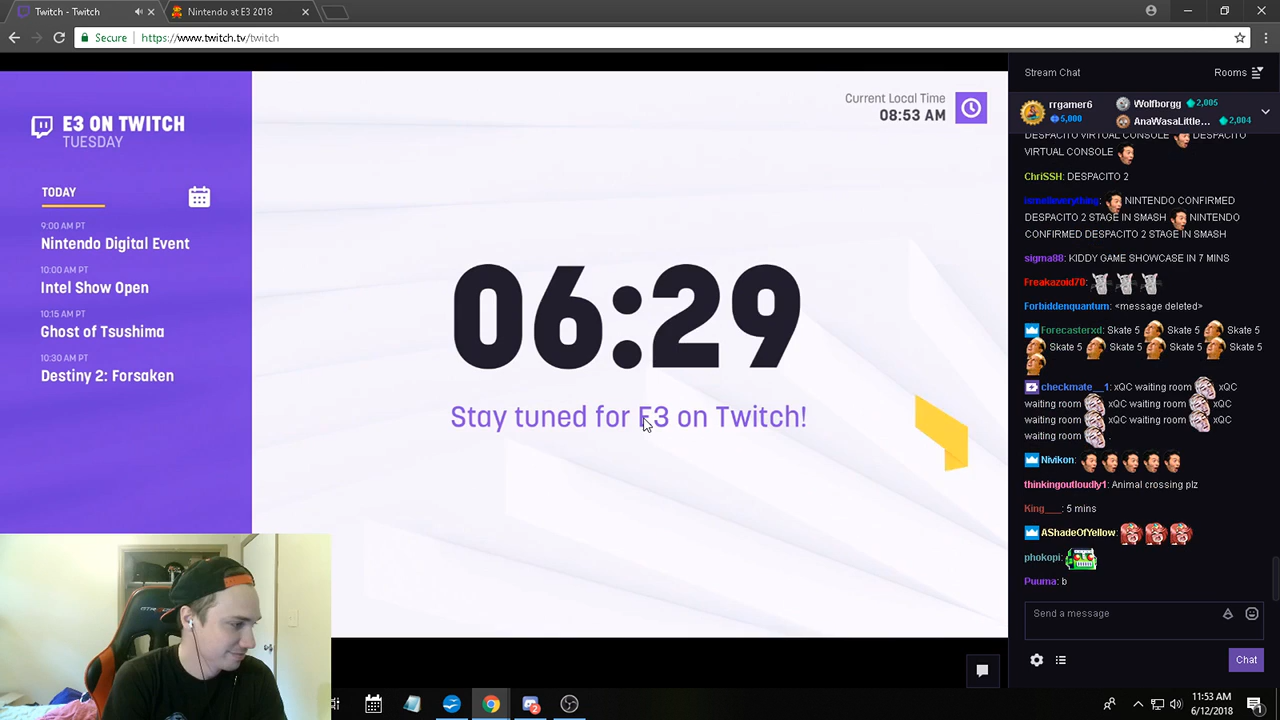 Twitch - Twitch
Nintendo at E3 2018
Secure
https://www.twitch.tv/twitch
E3 ON TWITCH
TUESDAY
TODAY
9:00 AM PT
Nintendo Digital Event
10:00 AM PT
Intel Show Open
10:15 AM PT
Ghost of Tsushima
10:30 AM PT
Destiny 2: Forsaken
Current Local Time
08:53 AM
06:29
Stay tuned for E3 on Twitch!
Stream Chat
Rooms
rrgamer6
5,000
Wolfborgg 2,005
AnaWasaLittle... 2,004
DESPACITO VIRTUAL CONSOLE DESPACITO
VIRTUAL CONSOLE
ChriSSH: DESPACITO 2
NINTENDO CONFIRMED
DESPACITO 2 STAGE IN SMASH NINTENDO
CONFIRMED DESPACITO 2 STAGE IN SMASH
sigma88: KIDDY GAME SHOWCASE IN 7 MINS
Freakazoid70:
Forbiddenquantum: <message deleted>
Forecasterxd: Skate 5 Skate 5 Skate 5
Skate 5 Skate 5 Skate 5 Skate 5
checkmate__1: xQC waiting room xQC
waiting room xQC waiting room xQC
waiting room xQC waiting room xQC
waiting room .
Nivikon:
thinkingoutloudly1: Animal crossing plz
King___: 5 mins
AShadeOfYellow:
phokopi:
Puuma: b
Send a message
Chat
11:53 AM
6/12/2018